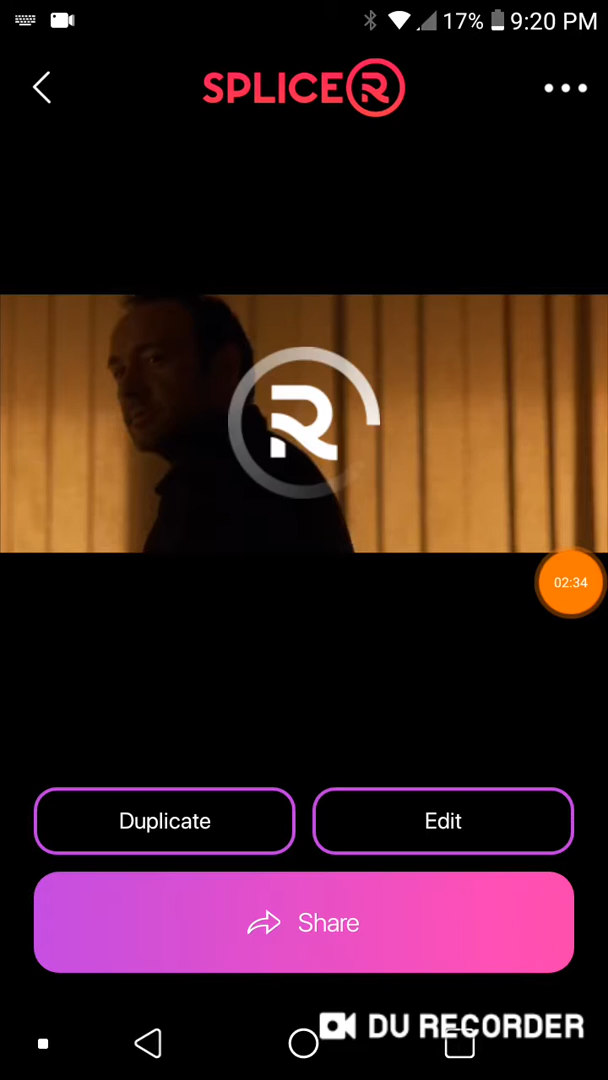 17% 9:20 PM
SPLICE R
R
02:34
Duplicate Edit
Share
DU RECORDER